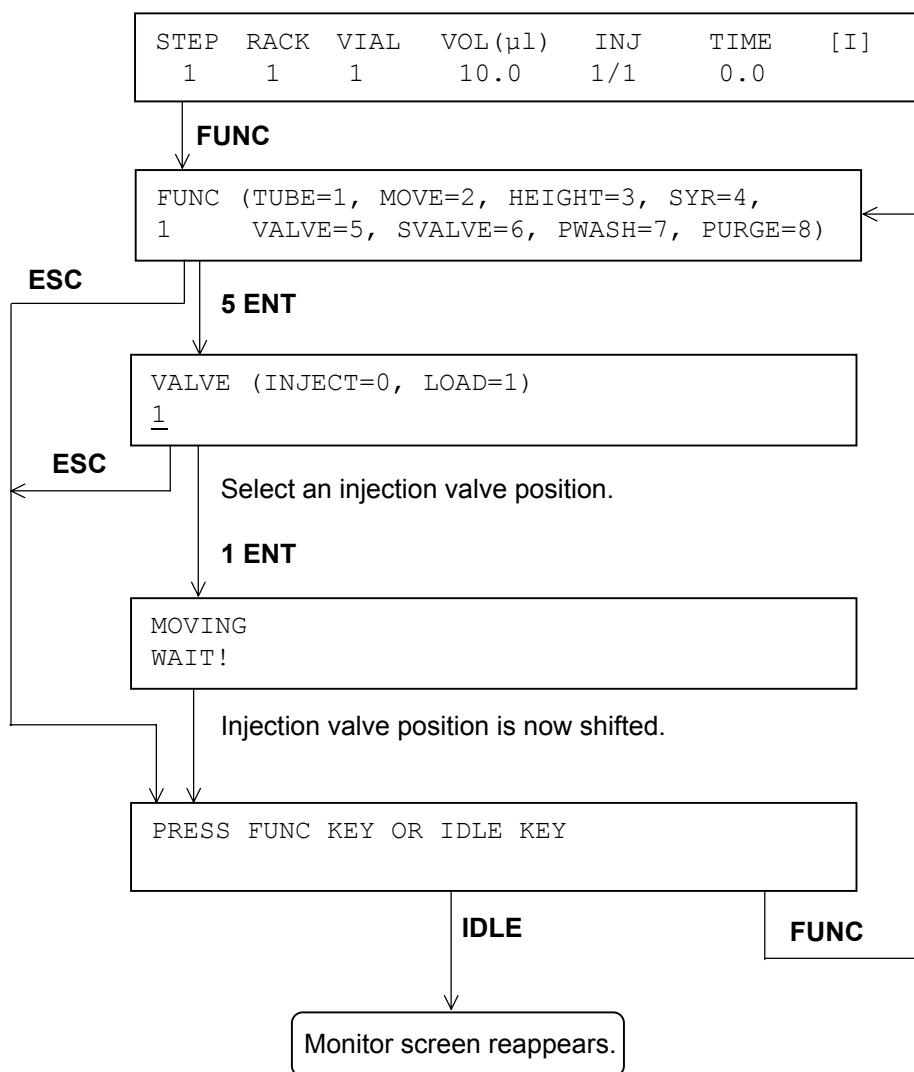 STEP RACK VIAL VOL(µl) INJ TIME [I]
1 1 1 10.0 1/1 0.0
FUNC
FUNC (TUBE=1, MOVE=2, HEIGHT=3, SYR=4,
1 VALVE=5, SVALVE=6, PWASH=7, PURGE=8)
ESC
5 ENT
VALVE (INJECT=0, LOAD=1)
1
ESC
Select an injection valve position.
1 ENT
MOVING
WAIT!
Injection valve position is now shifted.
PRESS FUNC KEY OR IDLE KEY
IDLE
FUNC
Monitor screen reappears.